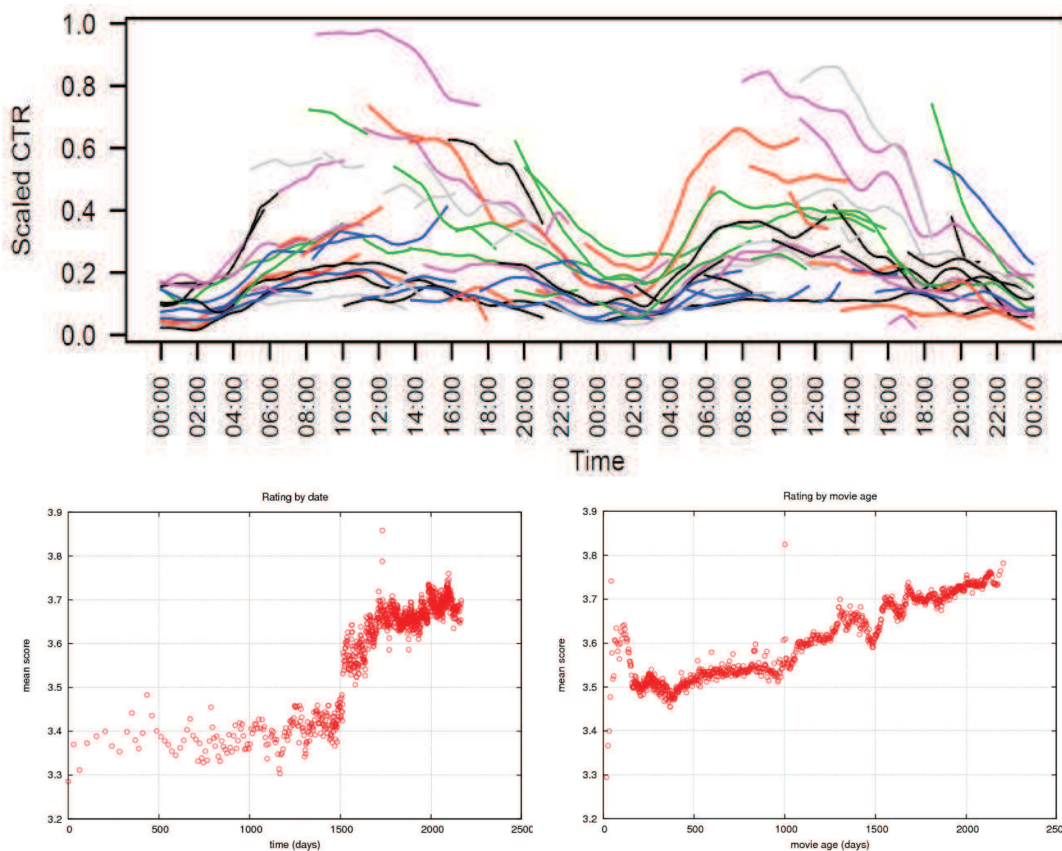 Scaled CTR
1.0
0.8
0.6
0.4
0.2
0.0
00:00 02:00 04:00 06:00 08:00 10:00 12:00 14:00 16:00 18:00 20:00 22:00 00:00 02:00 04:00 06:00 08:00 10:00 12:00 14:00 16:00 18:00 20:00 22:00 00:00
Time
Rating by date
mean score
3.9
3.8
3.7
3.6
3.5
3.4
3.3
3.2
0 500 1000 1500 2000 2500
time (days)
Rating by movie age
mean score
3.9
3.8
3.7
3.6
3.5
3.4
3.3
3.2
0 500 1000 1500 2000 250
movie age (days)